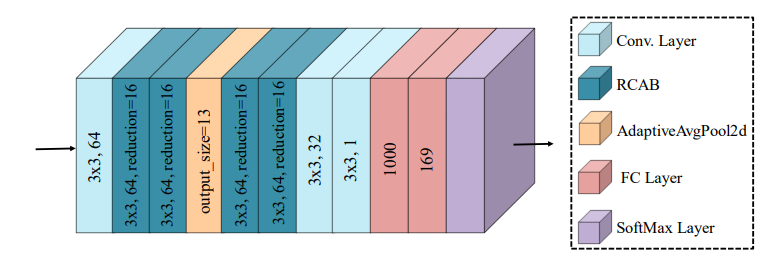 3x3, 64
3x3, 64, reduction=16
3x3, 64, reduction=16
output_size=13
3x3, 64, reduction=16
3x3, 64, reduction=16
3x3, 32
3x3, 1
1000
169
Conv. Layer
RCAB
AdaptiveAvgPool2d
FC Layer
SoftMax Layer